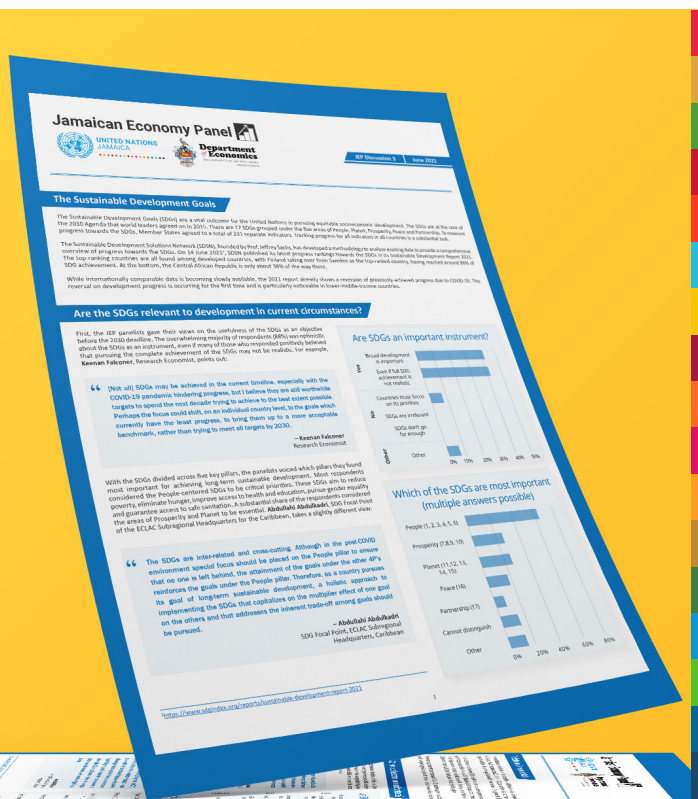 Jamaican Economy Panel
UNITED NATIONS
JAMAICA
Department
of Economics
JEP Discussion 5 June 2021
The Sustainable Development Goals
The Sustainable Development Goals (SDGs) are a vital outcome for the United Nations in pursuing equitable socioeconomic development. The SDGs are at the core of
the 2030 Agenda that world leaders agreed on in 2015. There are 17 SDGs grouped under the five areas of People, Planet, Prosperity, Peace and Partnership. To measure
progress towards the SDGs, Member States agreed to a total of 231 separate indicators. Tracking progress for all indicators in all countries is a substantial task.
The Sustainable Development Solutions Network (SDSN), founded by Prof. Jeffrey Sachs, has developed a methodology to analyse existing data to provide a comprehensive
overview of progress towards the SDGs. On 14 June 2021¹, SDSN published its latest progress rankings towards the SDGs in its Sustainable Development Report 2021.
The top-ranking countries are all found among developed countries, with Finland taking over from Sweden as the top-ranked country, having reached around 86% of
SDG achievement. At the bottom, the Central African Republic is only about 38% of the way there.
While internationally comparable data is becoming slowly available, the 2021 report already shows a reversion of previously-achieved progress due to COVID-19. This
reversal on development progress is occurring for the first time and is particularly noticeable in lower-middle-income countries.
Are the SDGs relevant to development in current circumstances?
First, the JEP panelists gave their views on the usefulness of the SDGs as an objective
before the 2030 deadline. The overwhelming majority of respondents (88%) was optimistic
about the SDGs as an instrument, even if many of those who responded positively believed
that pursuing the complete achievement of the SDGs may not be realistic. For example,
Keenan Falconer, Research Economist, points out:
“ [Not all] SDGs may be achieved in the current timeline, especially with the
COVID-19 pandemic hindering progress, but I believe they are still worthwhile
targets to spend the next decade trying to achieve to the best extent possible.
Perhaps the focus could shift, on an individual country level, to the goals which
currently have the least progress, to bring them up to a more acceptable
benchmark, rather than trying to meet all targets by 2030.
– Keenan Falconer
Research Economist
Are SDGs an important instrument?
Yes
Broad development
is important
Even if full SDG
achievement is
not realistic
No
Countries must focus
on its priorities
SDGs are irrelevant
SDGs don't go
far enough
Other
Other
0% 10% 20% 30% 40% 50%
With the SDGs divided across five key pillars, the panelists voiced which pillars they found
most important for achieving long-term sustainable development. Most respondents
considered the People-centered SDGs to be critical priorities. These SDGs aim to reduce
poverty, eliminate hunger, improve access to health and education, pursue gender equality
and guarantee access to safe sanitation. A substantial share of the respondents considered
the areas of Prosperity and Planet to be essential. Abdullahi Abdulkadri, SDG Focal Point
of the ECLAC Subregional Headquarters for the Caribbean, takes a slightly different view:
“ The SDGs are inter-related and cross-cutting. Although in the post-COVID
environment special focus should be placed on the People pillar to ensure
that no one is left behind, the attainment of the goals under the other 4P's
reinforces the goals under the People pillar. Therefore, as a country pursues
its goal of long-term sustainable development, a holistic approach to
implementing the SDGs that capitalizes on the multiplier effect of one goal
on the others and that addresses the inherent trade-off among goals should
be pursued.
– Abdullahi Abdulkadri
SDG Focal Point, ECLAC Subregional
Headquarters, Caribbean
Which of the SDGs are most important
(multiple answers possible)
People (1, 2, 3, 4, 5, 6)
Prosperity (7,8,9, 10)
Planet (11,12, 13,
14, 15)
Peace (16)
Partnership (17)
Cannot distinguish
Other
0% 20% 40% 60% 80%
¹https://www.sdgindex.org/reports/sustainable-development-report-2021
1